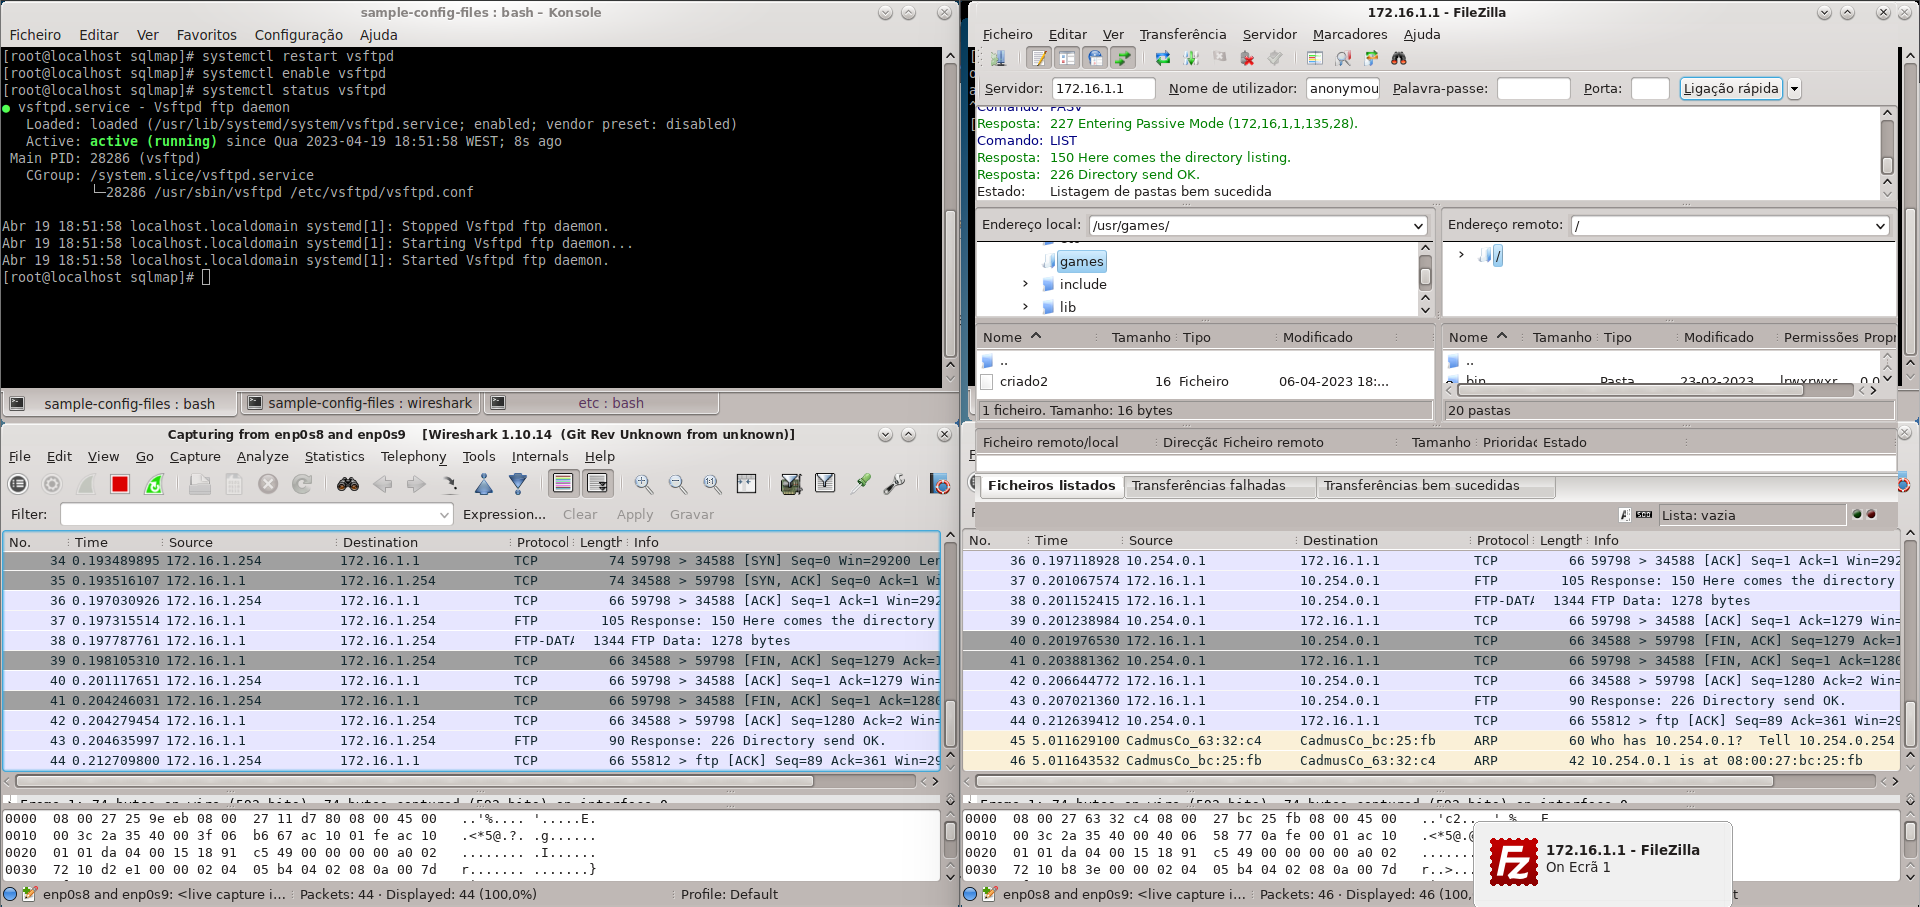 sample-config-files : bash – Konsole
Ficheiro Editar Ver Favoritos Configuração Ajuda
[root@localhost sqlmap]# systemctl restart vsftpd
[root@localhost sqlmap]# systemctl enable vsftpd
[root@localhost sqlmap]# systemctl status vsftpd
● vsftpd.service - Vsftpd ftp daemon
Loaded: loaded (/usr/lib/systemd/system/vsftpd.service; enabled; vendor preset: disabled)
Active: active (running) since Qua 2023-04-19 18:51:58 WEST; 8s ago
Main PID: 28286 (vsftpd)
CGroup: /system.slice/vsftpd.service
└─28286 /usr/sbin/vsftpd /etc/vsftpd/vsftpd.conf
Abr 19 18:51:58 localhost.localdomain systemd[1]: Stopped Vsftpd ftp daemon.
Abr 19 18:51:58 localhost.localdomain systemd[1]: Starting Vsftpd ftp daemon...
Abr 19 18:51:58 localhost.localdomain systemd[1]: Started Vsftpd ftp daemon.
[root@localhost sqlmap]#
sample-config-files : bash sample-config-files : wireshark etc : bash
172.16.1.1 - FileZilla
Ficheiro Editar Ver Transferência Servidor Marcadores Ajuda
Servidor: 172.16.1.1 Nome de utilizador: anonymou Palavra-passe: Porta: Ligação rápida
Comando: PASV
Resposta: 227 Entering Passive Mode (172,16,1,1,135,28).
Comando: LIST
Resposta: 150 Here comes the directory listing.
Resposta: 226 Directory send OK.
Estado: Listagem de pastas bem sucedida
Endereço local: /usr/games/ Endereço remoto: /
games /
include
lib
Nome Tamanho Tipo Modificado Nome Tamanho Tipo Modificado Permissões Propr
.. ..
criado2 16 Ficheiro 06-04-2023 18:... bin Pasta 23-02-2023 lrwxrwxr
1 ficheiro. Tamanho: 16 bytes 20 pastas
Ficheiro remoto/local Direcçã Ficheiro remoto Tamanho Prioridad Estado
Ficheiros listados Transferências falhadas Transferências bem sucedidas
Lista: vazia
Capturing from enp0s8 and enp0s9 [Wireshark 1.10.14 (Git Rev Unknown from unknown)]
File Edit View Go Capture Analyze Statistics Telephony Tools Internals Help
Filter: Expression... Clear Apply Gravar
No. Time Source Destination Protocol Length Info
34 0.193489895 172.16.1.254 172.16.1.1 TCP 74 59798 > 34588 [SYN] Seq=0 Win=29200 Len
35 0.193516107 172.16.1.1 172.16.1.254 TCP 74 34588 > 59798 [SYN, ACK] Seq=0 Ack=1 Wi
36 0.197030926 172.16.1.254 172.16.1.1 TCP 66 59798 > 34588 [ACK] Seq=1 Ack=1 Win=292
37 0.197315514 172.16.1.1 172.16.1.254 FTP 105 Response: 150 Here comes the directory
38 0.197787761 172.16.1.1 172.16.1.254 FTP-DATA 1344 FTP Data: 1278 bytes
39 0.198105310 172.16.1.1 172.16.1.254 TCP 66 34588 > 59798 [FIN, ACK] Seq=1279 Ack=1
40 0.201117651 172.16.1.254 172.16.1.1 TCP 66 59798 > 34588 [ACK] Seq=1 Ack=1279 Win=
41 0.204246031 172.16.1.254 172.16.1.1 TCP 66 59798 > 34588 [FIN, ACK] Seq=1 Ack=1280
42 0.204279454 172.16.1.1 172.16.1.254 TCP 66 34588 > 59798 [ACK] Seq=1280 Ack=2 Win=
43 0.204635997 172.16.1.1 172.16.1.254 FTP 90 Response: 226 Directory send OK.
44 0.212709800 172.16.1.254 172.16.1.1 TCP 66 55812 > ftp [ACK] Seq=89 Ack=361 Win=29
Frame 1: 74 bytes on wire (592 bits), 74 bytes captured (592 bits) on interface 0
0000 08 00 27 25 9e eb 08 00 27 11 d7 80 08 00 45 00 ..'%.... '.....E.
0010 00 3c 2a 35 40 00 3f 06 b6 67 ac 10 01 fe ac 10 .<*5@.?. .g......
0020 01 01 da 04 00 15 18 91 c5 49 00 00 00 00 a0 02 ........ .I......
0030 72 10 d2 e1 00 00 02 04 05 b4 04 02 08 0a 00 7d r....... .......}
enp0s8 and enp0s9: <live capture i... Packets: 44 · Displayed: 44 (100,0%) Profile: Default
No. Time Source Destination Protocol Length Info
36 0.197118928 10.254.0.1 172.16.1.1 TCP 66 59798 > 34588 [ACK] Seq=1 Ack=1 Win=292
37 0.201067574 172.16.1.1 10.254.0.1 FTP 105 Response: 150 Here comes the directory
38 0.201152415 172.16.1.1 10.254.0.1 FTP-DATA 1344 FTP Data: 1278 bytes
39 0.201238984 10.254.0.1 172.16.1.1 TCP 66 59798 > 34588 [ACK] Seq=1 Ack=1279 Win=
40 0.201976530 172.16.1.1 10.254.0.1 TCP 66 34588 > 59798 [FIN, ACK] Seq=1279 Ack=1
41 0.203881362 10.254.0.1 172.16.1.1 TCP 66 59798 > 34588 [FIN, ACK] Seq=1 Ack=1280
42 0.206644772 172.16.1.1 10.254.0.1 TCP 66 34588 > 59798 [ACK] Seq=1280 Ack=2 Win=
43 0.207021360 172.16.1.1 10.254.0.1 FTP 90 Response: 226 Directory send OK.
44 0.212639412 10.254.0.1 172.16.1.1 TCP 66 55812 > ftp [ACK] Seq=89 Ack=361 Win=29
45 5.011629100 CadmusCo_63:32:c4 CadmusCo_bc:25:fb ARP 60 Who has 10.254.0.1? Tell 10.254.0.254
46 5.011643532 CadmusCo_bc:25:fb CadmusCo_63:32:c4 ARP 42 10.254.0.1 is at 08:00:27:bc:25:fb
Frame 1: 74 bytes on wire (592 bits), 74 bytes captured (592 bits) on interface 0
0000 08 00 27 63 32 c4 08 00 27 bc 25 fb 08 00 45 00 ..'c2... '.%...E
0010 00 3c 2a 35 40 00 40 06 58 77 0a fe 00 01 ac 10 .<*5@.@
0020 01 01 da 04 00 15 18 91 c5 49 00 00 00 00 a0 02 ........
0030 72 10 b8 3e 00 00 02 04 05 b4 04 02 08 0a 00 7d r..>....
enp0s8 and enp0s9: <live capture i... Packets: 46 · Displayed: 46 (100,
172.16.1.1 - FileZilla
On Ecrã 1